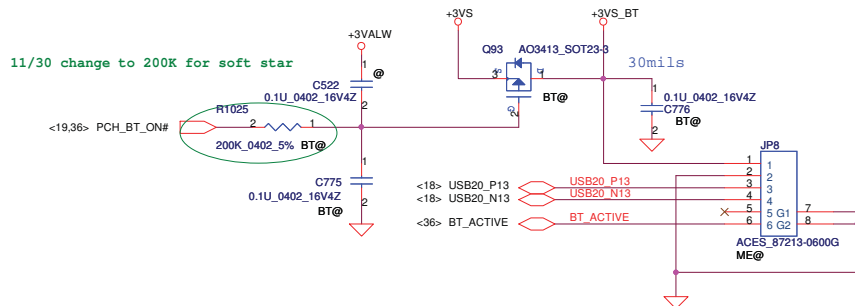 +3VS
+3VS_BT
+3VALW
Q93 AO3413_SOT23-3
11/30 change to 200K for soft star
30mils
1
@
C522
3
S
D
1
0.1U_0402_16V4Z
2
BT@
G
2
1
0.1U_0402_16V4Z
C776
BT@
2
R1025
<19,36> PCH_BT_ON#
2
1
200K_0402_5%
BT@
JP8
1
C775
0.1U_0402_16V4Z
BT@
2
1 1
2 2
<18> USB20_P13 USB20_P13 3 3
<18> USB20_N13 USB20_N13 4 4
5 5 G1 7
<36> BT_ACTIVE BT_ACTIVE 6 6 G2 8
ACES_87213-0600G
ME@